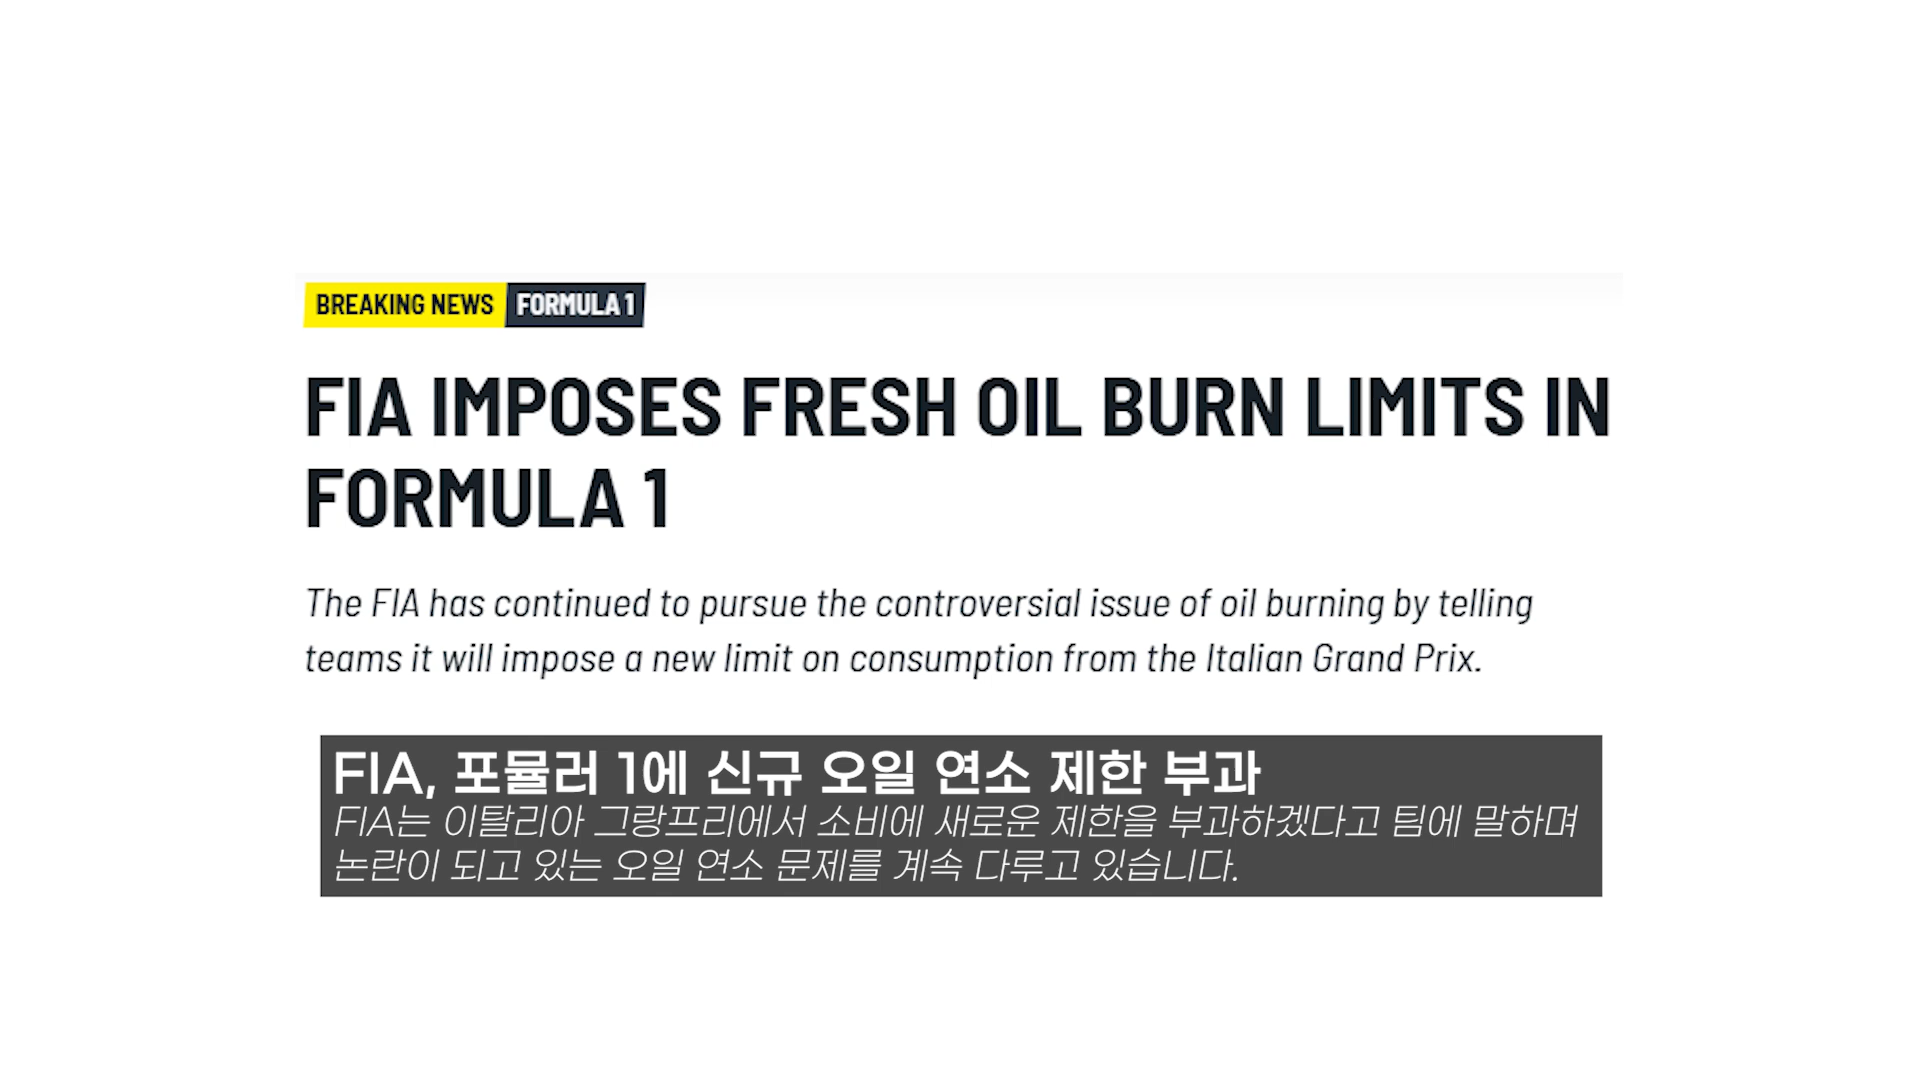 BREAKING NEWS FORMULA 1
FIA IMPOSES FRESH OIL BURN LIMITS IN
FORMULA 1
The FIA has continued to pursue the controversial issue of oil burning by telling
teams it will impose a new limit on consumption from the Italian Grand Prix.
FIA, 포뮬러 1에 신규 오일 연소 제한 부과
FIA는 이탈리아 그랑프리에서 소비에 새로운 제한을 부과하겠다고 팀에 말하며
논란이 되고 있는 오일 연소 문제를 계속 다루고 있습니다.